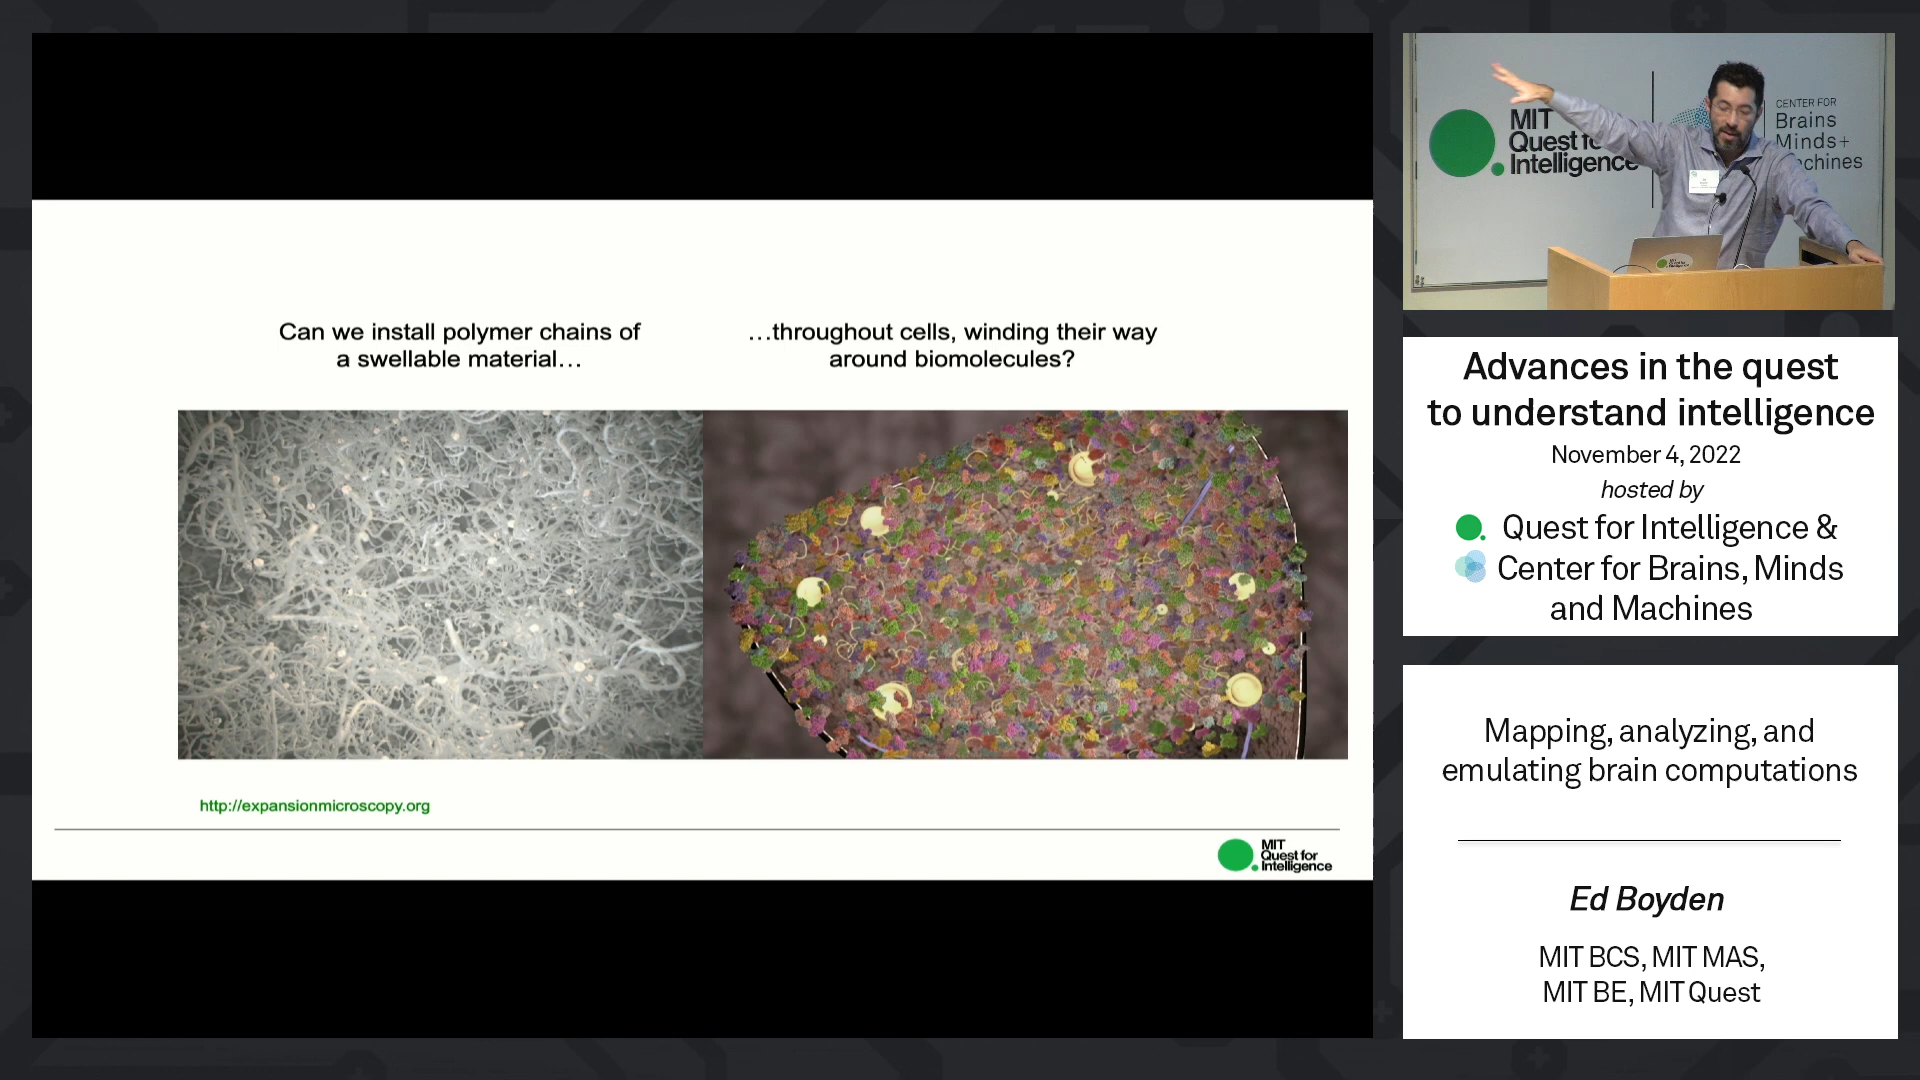 Can we install polymer chains of
a swellable material…
…throughout cells, winding their way
around biomolecules?
http://expansionmicroscopy.org
MIT
Quest for
Intelligence
MIT
Quest fo
Intelligence
CENTER FOR
Brains
Minds+
achines
Advances in the quest
to understand intelligence
November 4, 2022
hosted by
Quest for Intelligence &
Center for Brains, Minds
and Machines
Mapping, analyzing, and
emulating brain computations
Ed Boyden
MIT BCS, MIT MAS,
MIT BE, MIT Quest